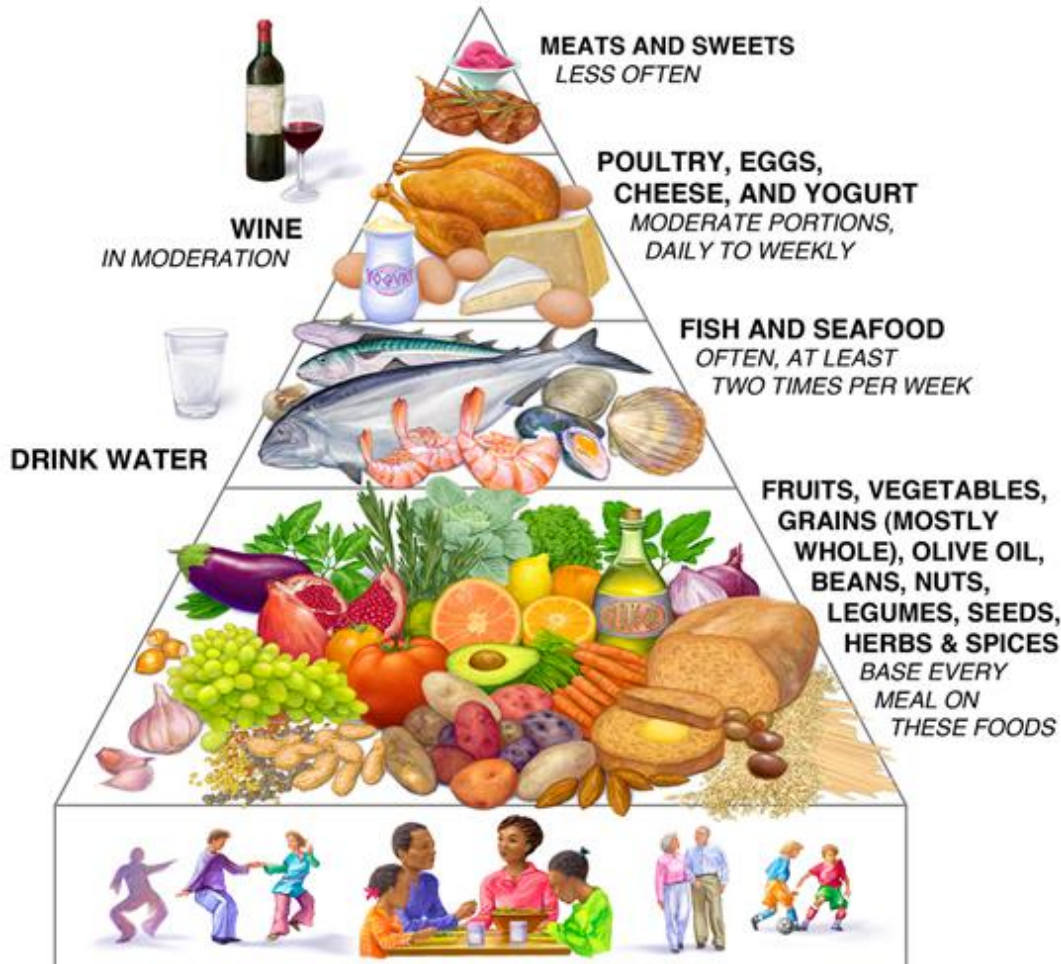 MEATS AND SWEETS
LESS OFTEN
POULTRY, EGGS,
CHEESE, AND YOGURT
MODERATE PORTIONS,
DAILY TO WEEKLY
WINE
IN MODERATION
YOGURT
FISH AND SEAFOOD
OFTEN, AT LEAST
TWO TIMES PER WEEK
DRINK WATER
FRUITS, VEGETABLES,
GRAINS (MOSTLY
WHOLE), OLIVE OIL,
BEANS, NUTS,
LEGUMES, SEEDS,
HERBS & SPICES
BASE EVERY
MEAL ON
THESE FOODS